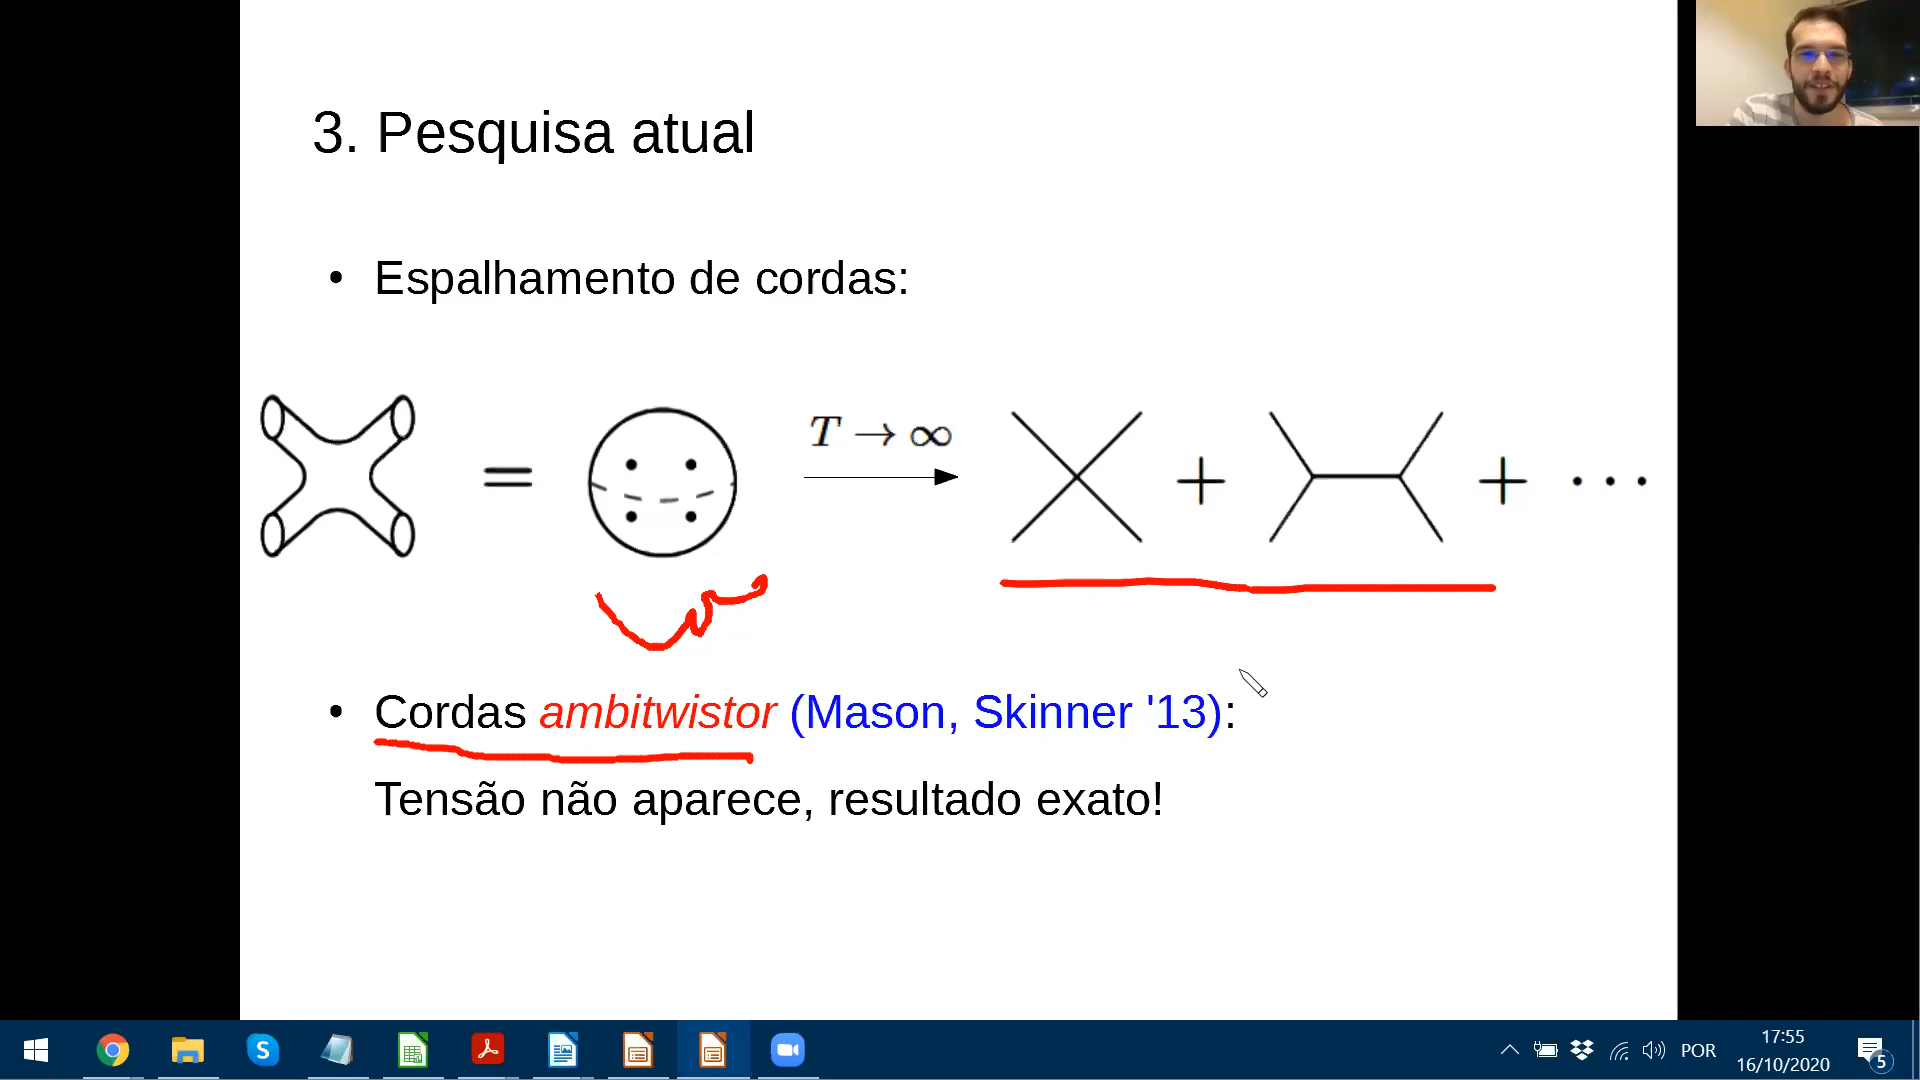 3. Pesquisa atual
• Espalhamento de cordas:
= T → ∞ + + ···
• Cordas ambitwistor (Mason, Skinner '13):
Tensão não aparece, resultado exato!
POR
17:55
16/10/2020
5